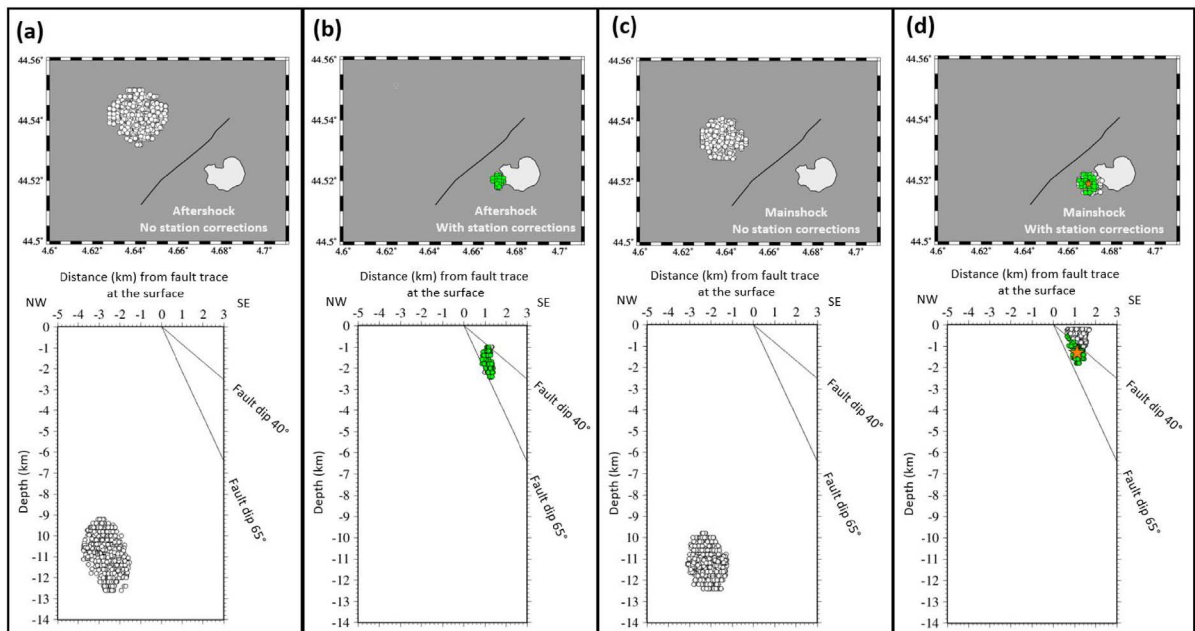 (a)
44.56°
44.54°
44.52°
44.5°
4.6° 4.62° 4.64° 4.66° 4.68° 4.7°
Aftershock
No station corrections
Distance (km) from fault trace
at the surface
NW SE
-5 -4 -3 -2 -1 0 1 2 3
0
-1
-2
-3
-4
-5
-6
-7
-8
-9
-10
-11
-12
-13
-14
Depth (km)
Fault dip 40°
Fault dip 65°
(b)
44.56°
44.54°
44.52°
44.5°
4.6° 4.62° 4.64° 4.66° 4.68° 4.7°
Aftershock
With station corrections
Distance (km) from fault trace
at the surface
NW SE
-5 -4 -3 -2 -1 0 1 2 3
0
-1
-2
-3
-4
-5
-6
-7
-8
-9
-10
-11
-12
-13
-14
Depth (km)
Fault dip 40°
Fault dip 65°
(c)
44.56°
44.54°
44.52°
44.5°
4.6° 4.62° 4.64° 4.66° 4.68° 4.7°
Mainshock
No station corrections
Distance (km) from fault trace
at the surface
NW SE
-5 -4 -3 -2 -1 0 1 2 3
0
-1
-2
-3
-4
-5
-6
-7
-8
-9
-10
-11
-12
-13
-14
Depth (km)
Fault dip 40°
Fault dip 65°
(d)
44.56°
44.54°
44.52°
44.5°
4.6° 4.62° 4.64° 4.66° 4.68° 4.7°
Mainshock
With station corrections
Distance (km) from fault trace
at the surface
NW SE
-5 -4 -3 -2 -1 0 1 2 3
0
-1
-2
-3
-4
-5
-6
-7
-8
-9
-10
-11
-12
-13
-14
Depth (km)
Fault dip 40°
Fault dip 65°